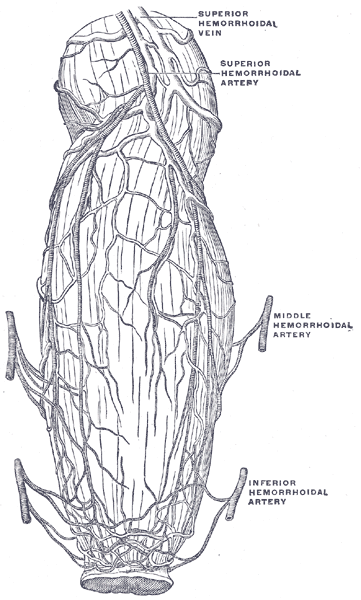 SUPERIOR
HEMORRHOIDAL
VEIN
SUPERIOR
HEMORRHOIDAL
ARTERY
MIDDLE
HEMORRHOIDAL
ARTERY
INFERIOR
HEMORRHOIDAL
ARTERY